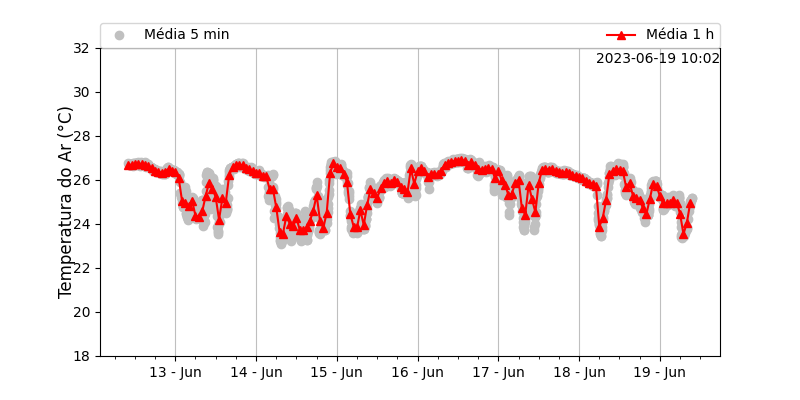 Média 5 min
Média 1 h
2023-06-19 10:02
Temperatura do Ar (°C)
32
30
28
26
24
22
20
18
13 - Jun
14 - Jun
15 - Jun
16 - Jun
17 - Jun
18 - Jun
19 - Jun